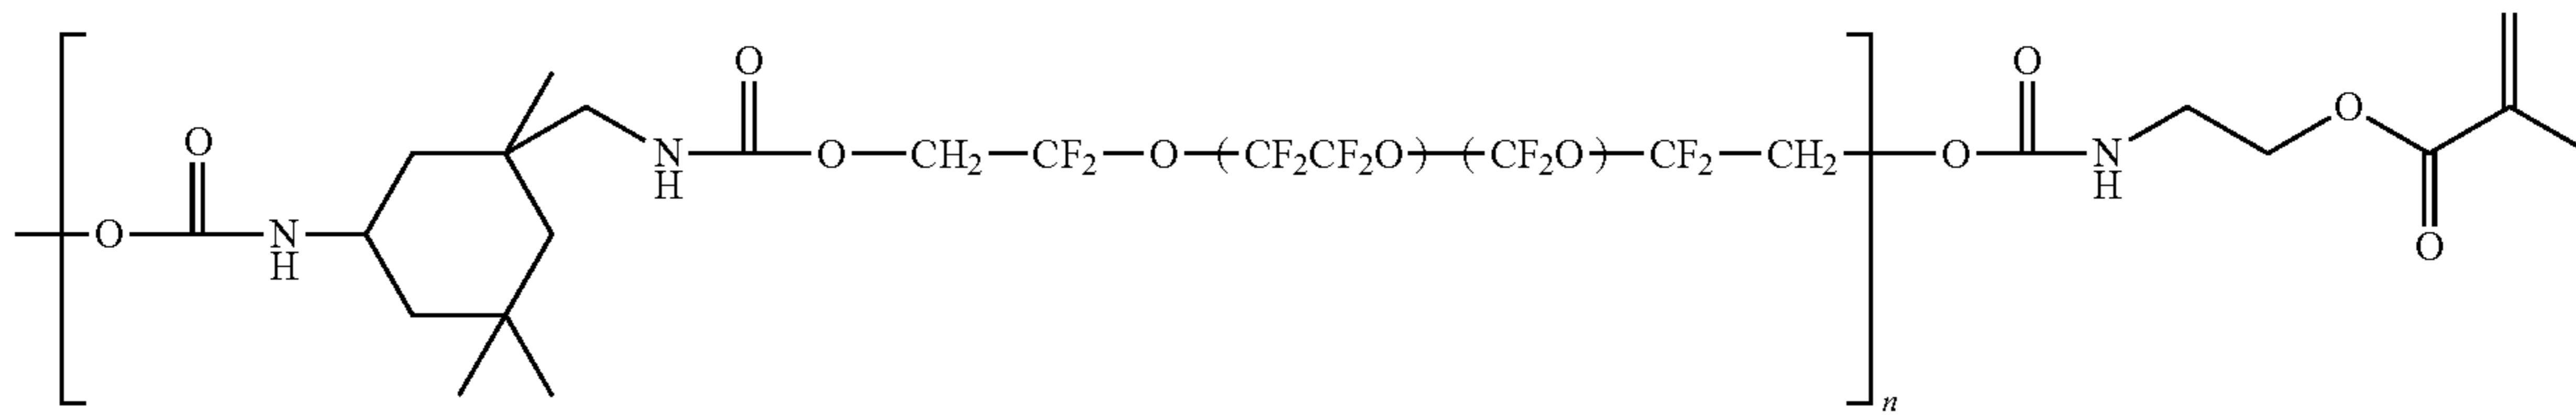 O O O
O N H N H O CH₂ CF₂ O (CF₂CF₂O) (CF₂O) CF₂ CH₂ O N H O O
n